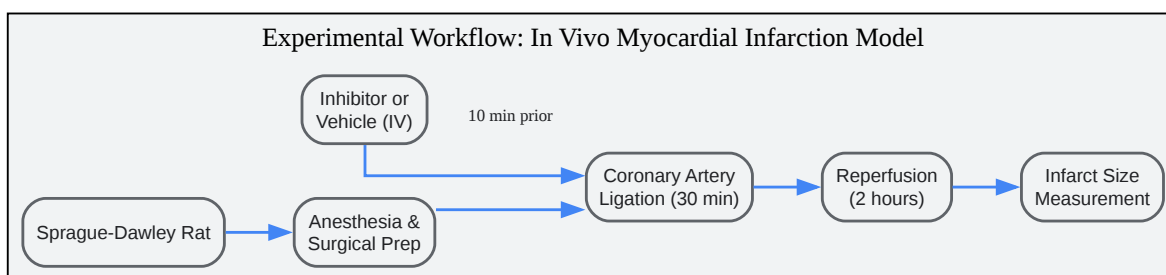 Experimental Workflow: In Vivo Myocardial Infarction Model
Inhibitor or
Vehicle (IV)
10 min prior
Sprague-Dawley Rat
Anesthesia &
Surgical Prep
Coronary Artery
Ligation (30 min)
Reperfusion
(2 hours)
Infarct Size
Measurement